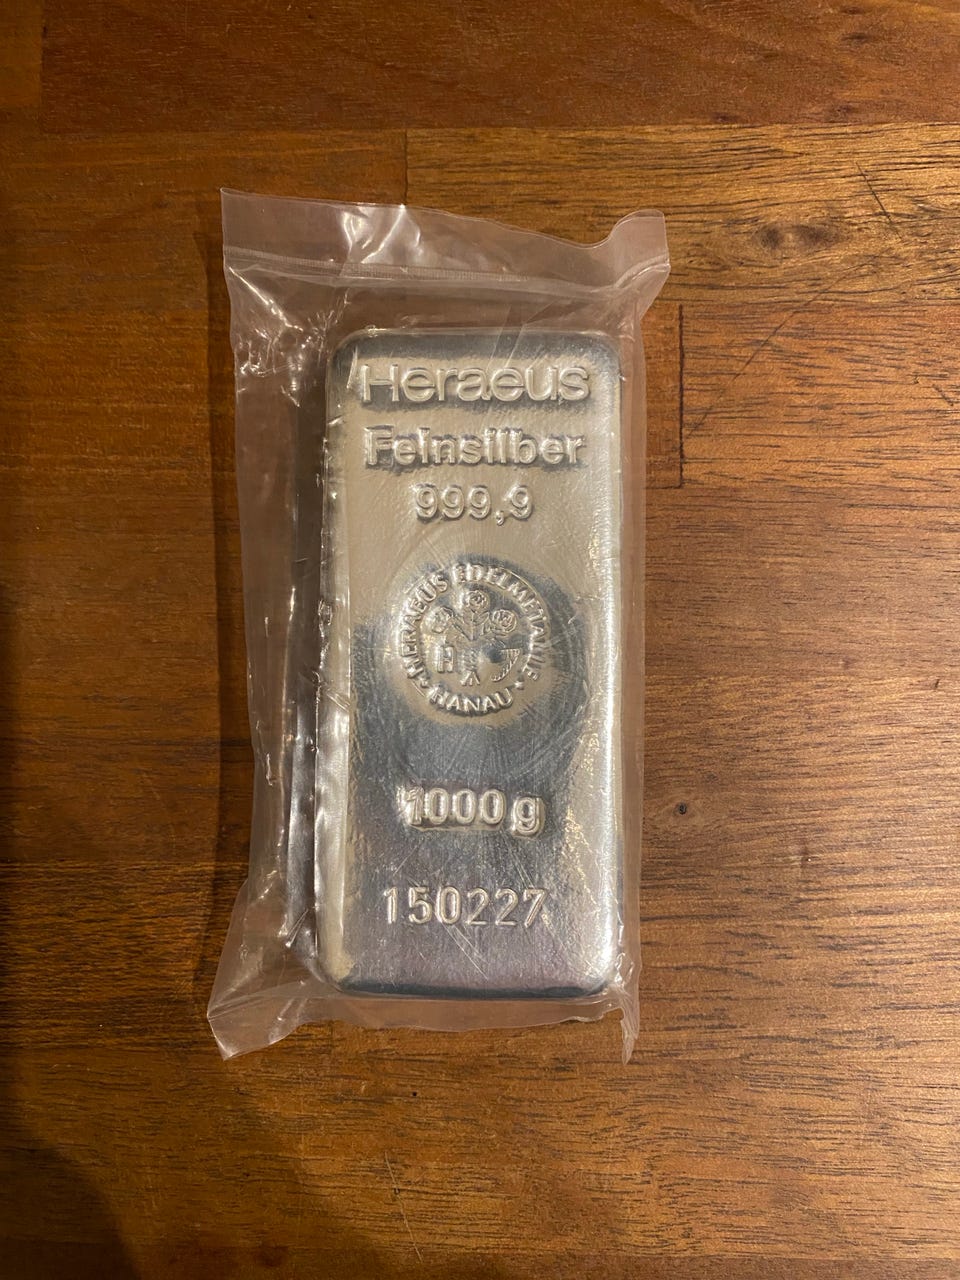 Heraeus
Feinsilber
999,9
HERAEUS EDELMETALLE
H J
HANAU
1000 g
150227